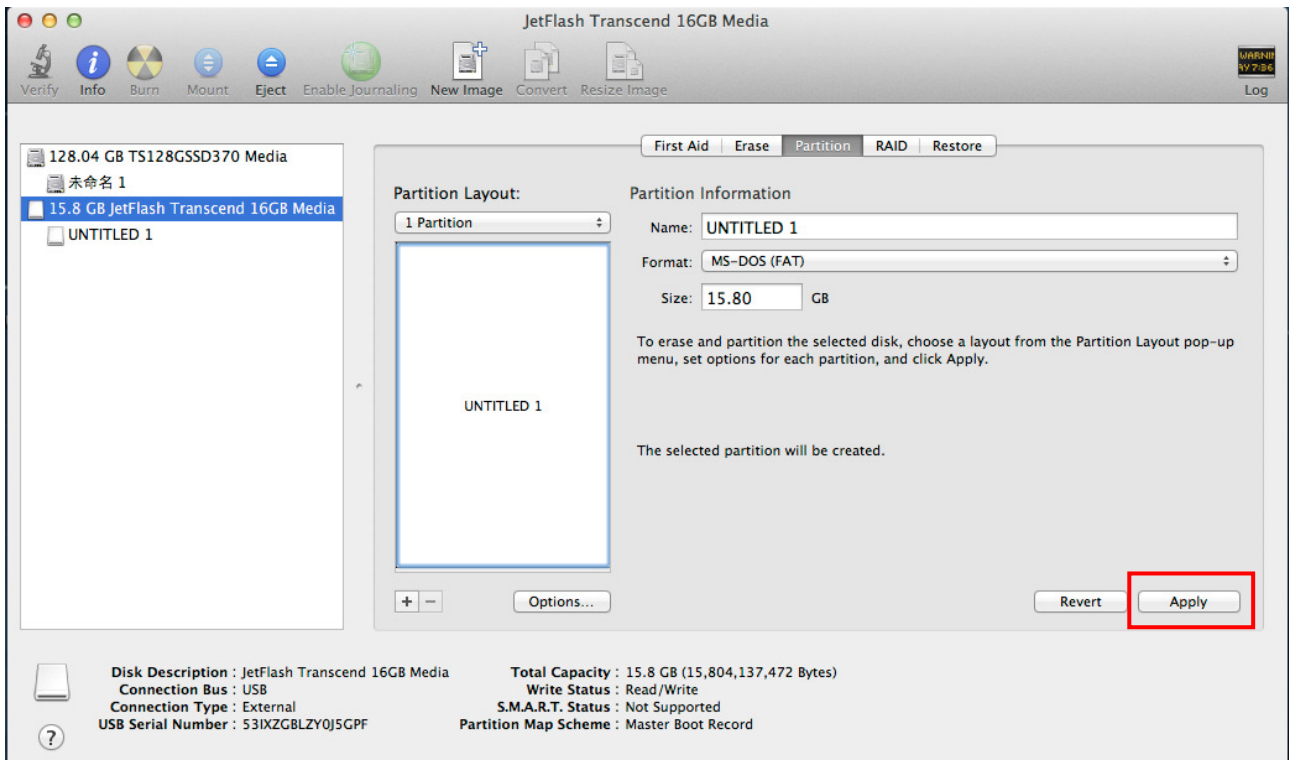 JetFlash Transcend 16GB Media
WARNIN
AY 7:36
Verify Info Burn Mount Eject Enable Journaling New Image Convert Resize Image Log
First Aid Erase Partition RAID Restore
128.04 GB TS128GSSD370 Media
未命名 1
15.8 GB JetFlash Transcend 16GB Media
UNTITLED 1
Partition Layout:
1 Partition
UNTITLED 1
+ − Options...
Partition Information
Name: UNTITLED 1
Format: MS-DOS (FAT)
Size: 15.80 GB
To erase and partition the selected disk, choose a layout from the Partition Layout pop-up
menu, set options for each partition, and click Apply.
The selected partition will be created.
Revert Apply
Disk Description : JetFlash Transcend 16GB Media
Connection Bus : USB
Connection Type : External
USB Serial Number : 53IXZGBLZY0J5GPF
Total Capacity : 15.8 GB (15,804,137,472 Bytes)
Write Status : Read/Write
S.M.A.R.T. Status : Not Supported
Partition Map Scheme : Master Boot Record
?